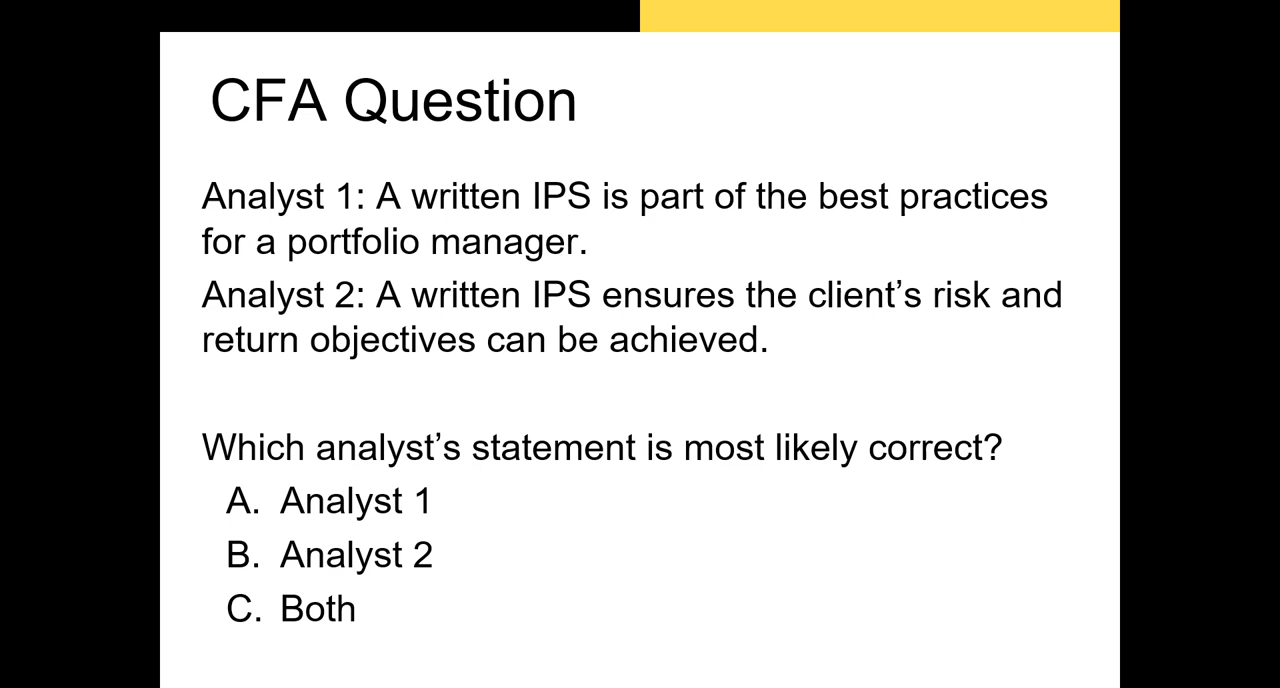 CFA Question
Analyst 1: A written IPS is part of the best practices
for a portfolio manager.
Analyst 2: A written IPS ensures the client’s risk and
return objectives can be achieved.
Which analyst’s statement is most likely correct?
A. Analyst 1
B. Analyst 2
C. Both